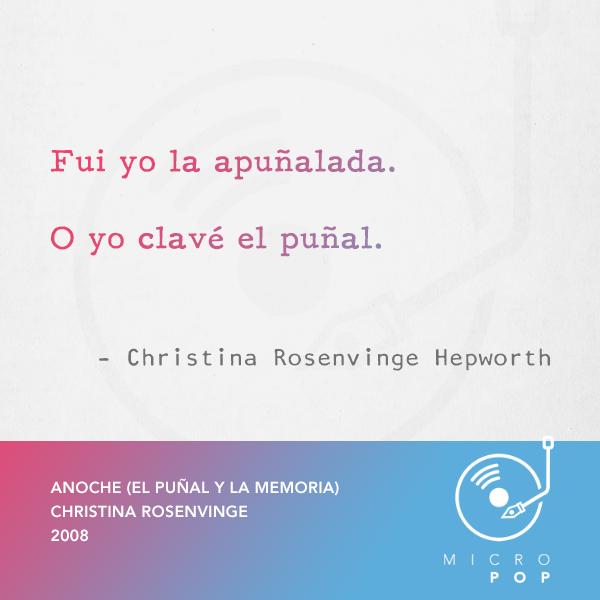 Fui yo la apuñalada.
O yo clavé el puñal.
- Christina Rosenvinge Hepworth
ANOCHE (EL PUÑAL Y LA MEMORIA)
CHRISTINA ROSENVINGE
2008
MICRO
POP